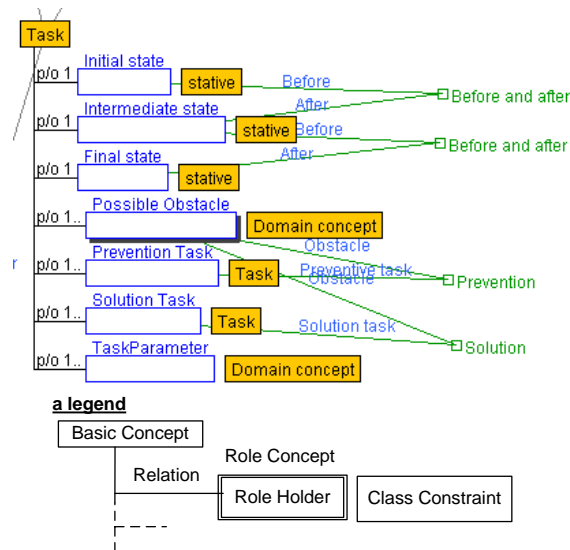 Task
Initial state
p/o 1 stative Before
Before and after
After
Intermediate state
p/o 1 stative Before
Before and after
After
Final state
p/o 1 stative
Possible Obstacle
p/o 1.. Domain concept
Obstacle
Prevention Task
p/o 1.. Task Preventive task
Obstacle
Prevention
Solution Task
p/o 1.. Task Solution task
Solution
TaskParameter
p/o 1.. Domain concept
a legend
Basic Concept
Relation Role Concept
Role Holder Class Constraint